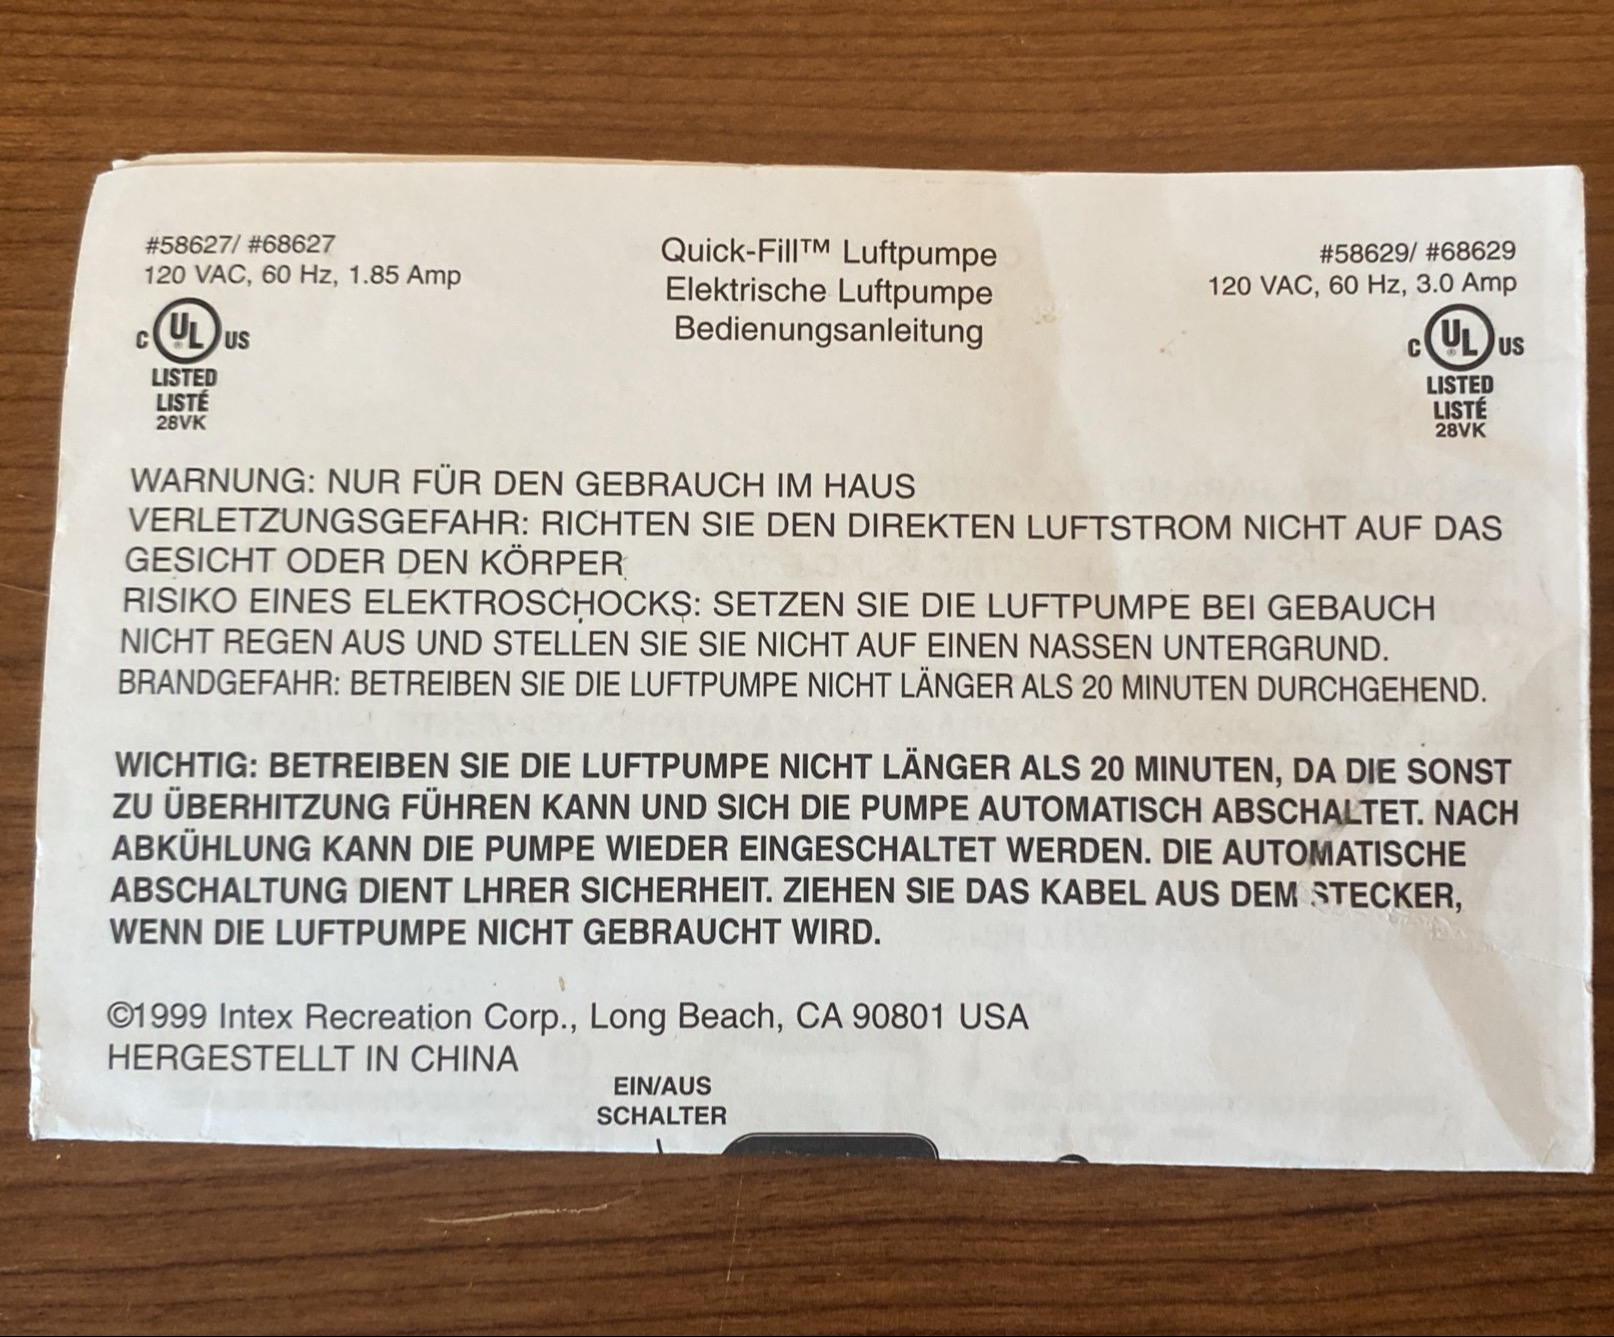 #58627/ #68627
120 VAC, 60 Hz, 1.85 Amp
C UL® US
LISTED
LISTÉ
28VK
Quick-Fill™ Luftpumpe
Elektrische Luftpumpe
Bedienungsanleitung
#58629/ #68629
120 VAC, 60 Hz, 3.0 Amp
C UL® US
LISTED
LISTÉ
28VK
WARNUNG: NUR FÜR DEN GEBRAUCH IM HAUS
VERLETZUNGSGEFAHR: RICHTEN SIE DEN DIREKTEN LUFTSTROM NICHT AUF DAS
GESICHT ODER DEN KÖRPER
RISIKO EINES ELEKTROSCHOCKS: SETZEN SIE DIE LUFTPUMPE BEI GEBAUCH
NICHT REGEN AUS UND STELLEN SIE SIE NICHT AUF EINEN NASSEN UNTERGRUND.
BRANDGEFAHR: BETREIBEN SIE DIE LUFTPUMPE NICHT LÄNGER ALS 20 MINUTEN DURCHGEHEND.
WICHTIG: BETREIBEN SIE DIE LUFTPUMPE NICHT LÄNGER ALS 20 MINUTEN, DA DIE SONST
ZU ÜBERHITZUNG FÜHREN KANN UND SICH DIE PUMPE AUTOMATISCH ABSCHALTET. NACH
ABKÜHLUNG KANN DIE PUMPE WIEDER EINGESCHALTET WERDEN. DIE AUTOMATISCHE
ABSCHALTUNG DIENT LHRER SICHERHEIT. ZIEHEN SIE DAS KABEL AUS DEM STECKER,
WENN DIE LUFTPUMPE NICHT GEBRAUCHT WIRD.
©1999 Intex Recreation Corp., Long Beach, CA 90801 USA
HERGESTELLT IN CHINA
EIN/AUS
SCHALTER